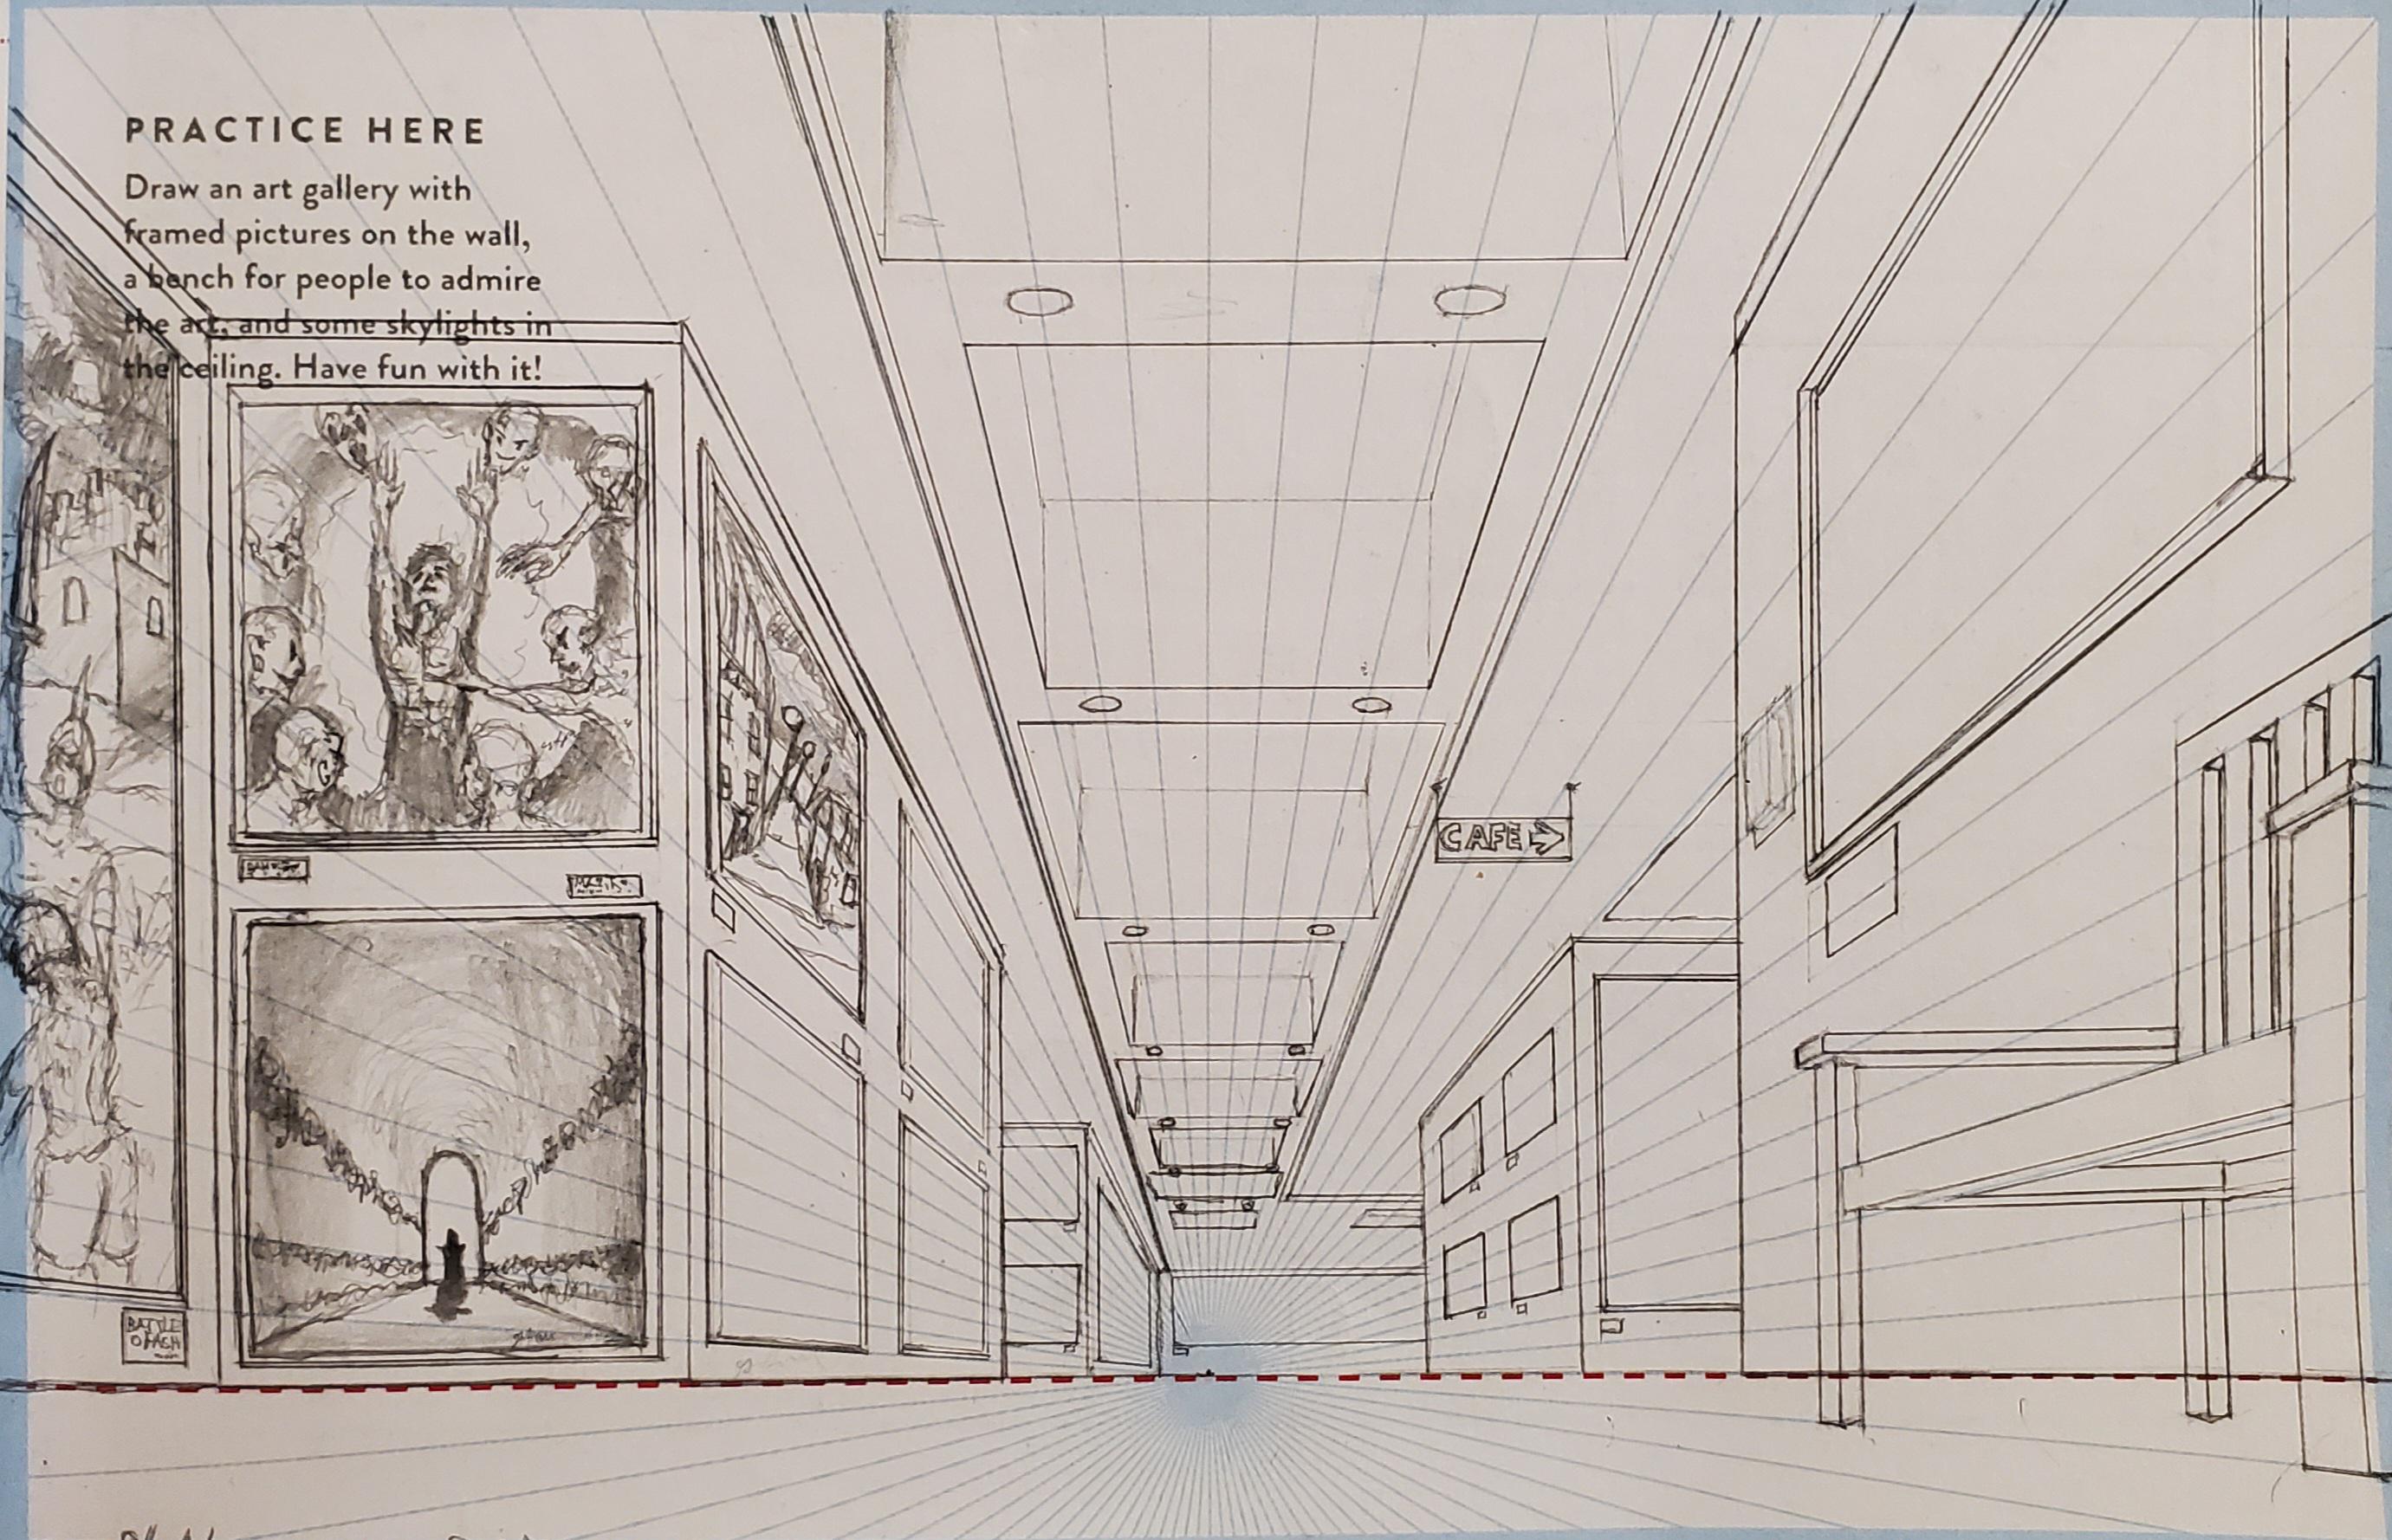 PRACTICE HERE
Draw an art gallery with
framed pictures on the wall,
a bench for people to admire
the art, and some skylights in
the ceiling. Have fun with it!
CAFE
BATTLE
OF ASH